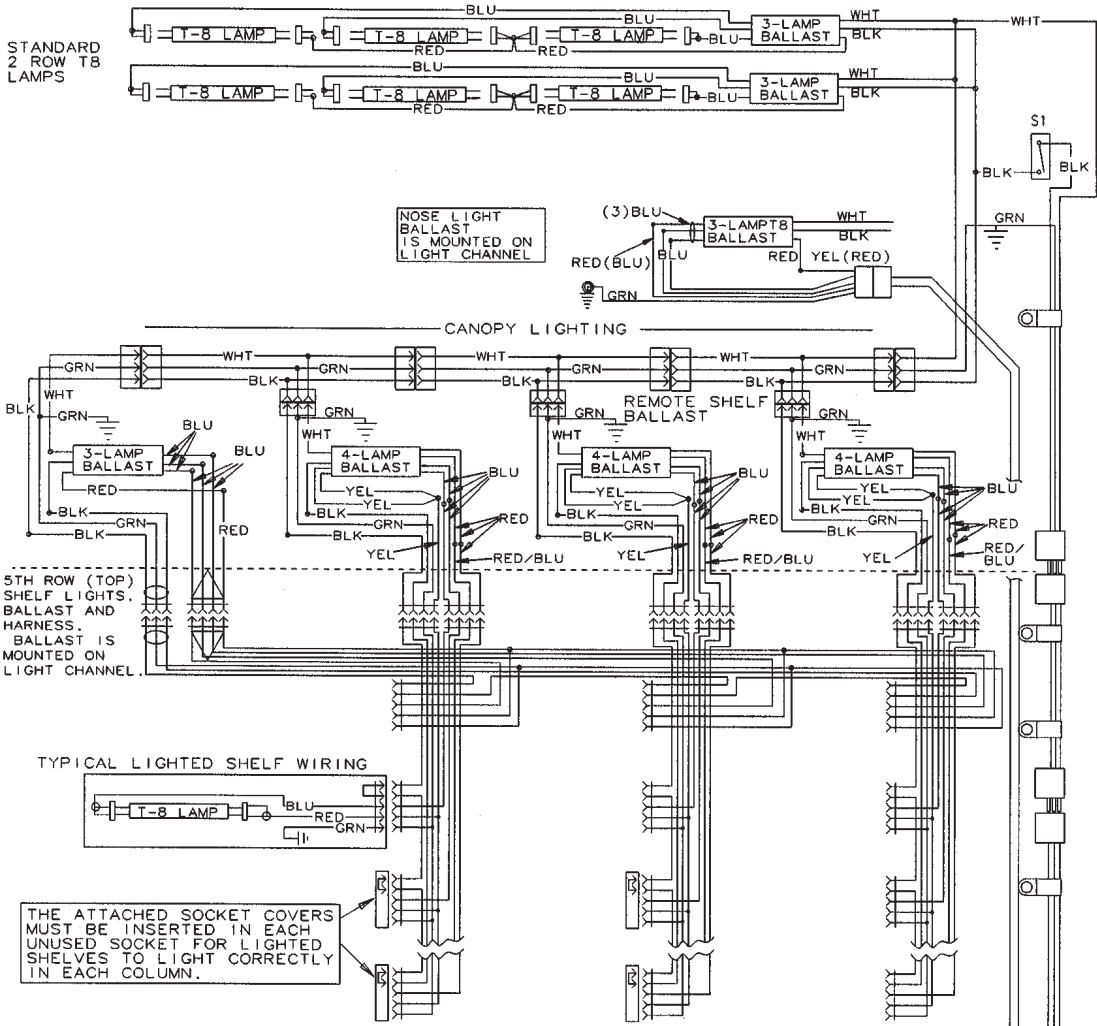 BLU
WHT
WHT
T-8 LAMP
BLU
T-8 LAMP
T-8 LAMP
BLU
3-LAMP
BALLAST
BLK
RED
RED
STANDARD
2 ROW T8
LAMPS
BLU
WHT
T-8 LAMP
BLU
T-8 LAMP
T-8 LAMP
BLU
3-LAMP
BALLAST
BLK
RED
RED
S1
BLK
BLK
NOSE LIGHT
BALLAST
IS MOUNTED ON
LIGHT CHANNEL
(3)BLU
3-LAMPT8
BALLAST
WHT
BLK
GRN
RED(BLU)
BLU
RED
YEL(RED)
GRN
CANOPY LIGHTING
WHT
WHT
WHT
GRN
GRN
GRN
GRN
BLK
BLK
BLK
REMOTE SHELF
BALLAST
BLK
WHT
GRN
GRN
GRN
GRN
BLU
BLU
WHT
WHT
WHT
3-LAMP
BALLAST
4-LAMP
BALLAST
4-LAMP
BALLAST
4-LAMP
BALLAST
BLU
BLU
BLU
RED
YEL
YEL
YEL
YEL
YEL
YEL
BLK
GRN
BLK
RED
BLK
GRN
BLK
YEL
RED
RED/BLU
BLK
GRN
BLK
YEL
RED
RED/BLU
BLK
GRN
BLK
YEL
RED
RED/
BLU
5TH ROW (TOP)
SHELF LIGHTS,
BALLAST AND
HARNESS.
BALLAST IS
MOUNTED ON
LIGHT CHANNEL.
TYPICAL LIGHTED SHELF WIRING
T-8 LAMP
BLU
RED
GRN
THE ATTACHED SOCKET COVERS
MUST BE INSERTED IN EACH
UNUSED SOCKET FOR LIGHTED
SHELVES TO LIGHT CORRECTLY
IN EACH COLUMN.